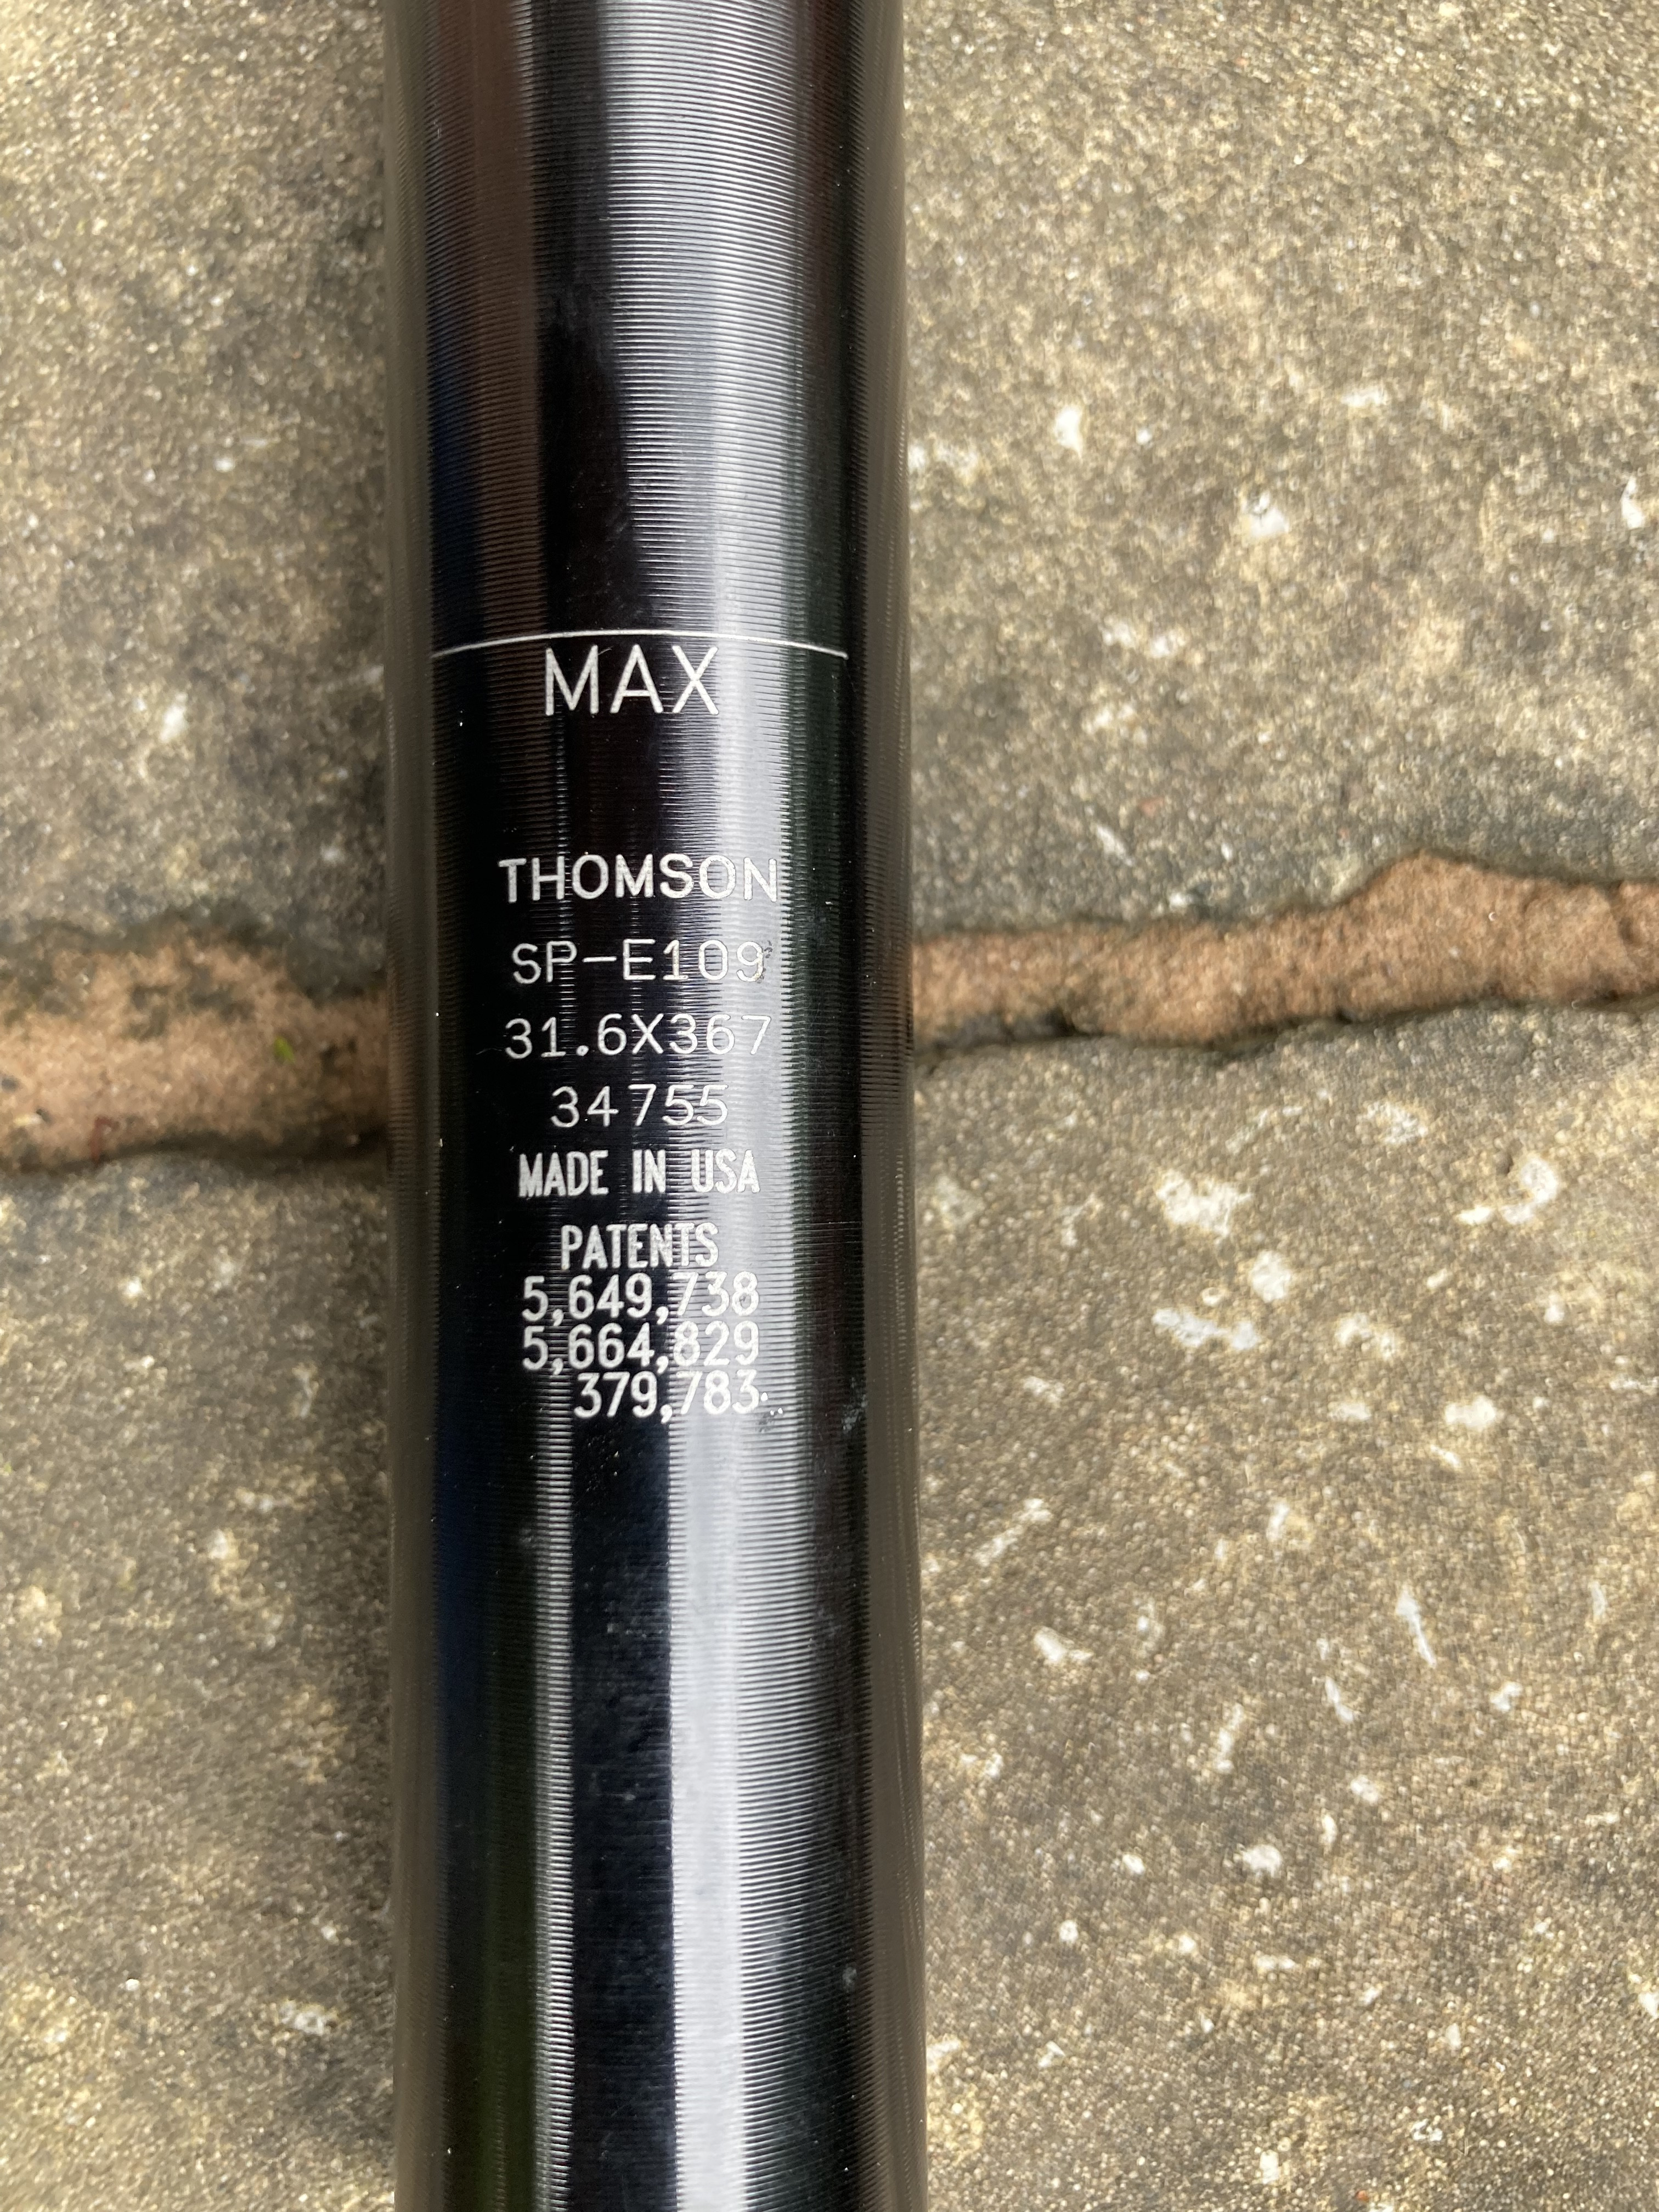 MAX
THOMSON
SP-E109
31.6X367
34755
MADE IN USA
PATENTS
5,649,738
5,664,829
379,783